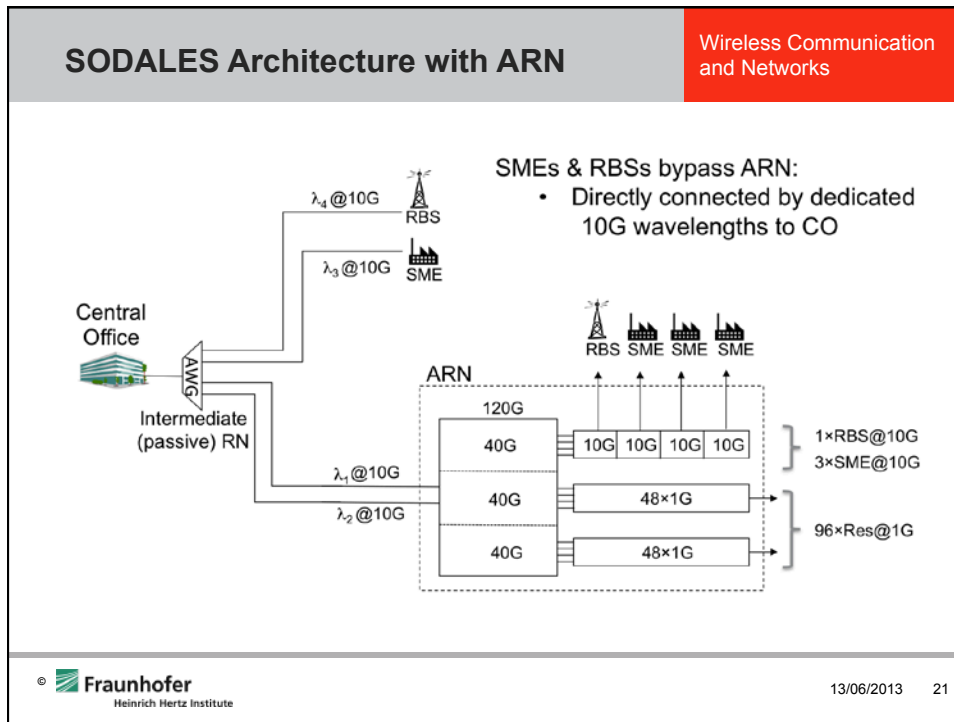 SODALES Architecture with ARN
Wireless Communication
and Networks
SMEs & RBSs bypass ARN:
• Directly connected by dedicated
10G wavelengths to CO
λ4@10G
RBS
λ3@10G
SME
Central
Office
AWG
Intermediate
(passive) RN
λ1@10G
λ2@10G
RBS SME SME SME
ARN
120G
40G
10G 10G 10G 10G
1×RBS@10G
3×SME@10G
40G
48×1G
96×Res@1G
40G
48×1G
© Fraunhofer
Heinrich Hertz Institute
13/06/2013 21